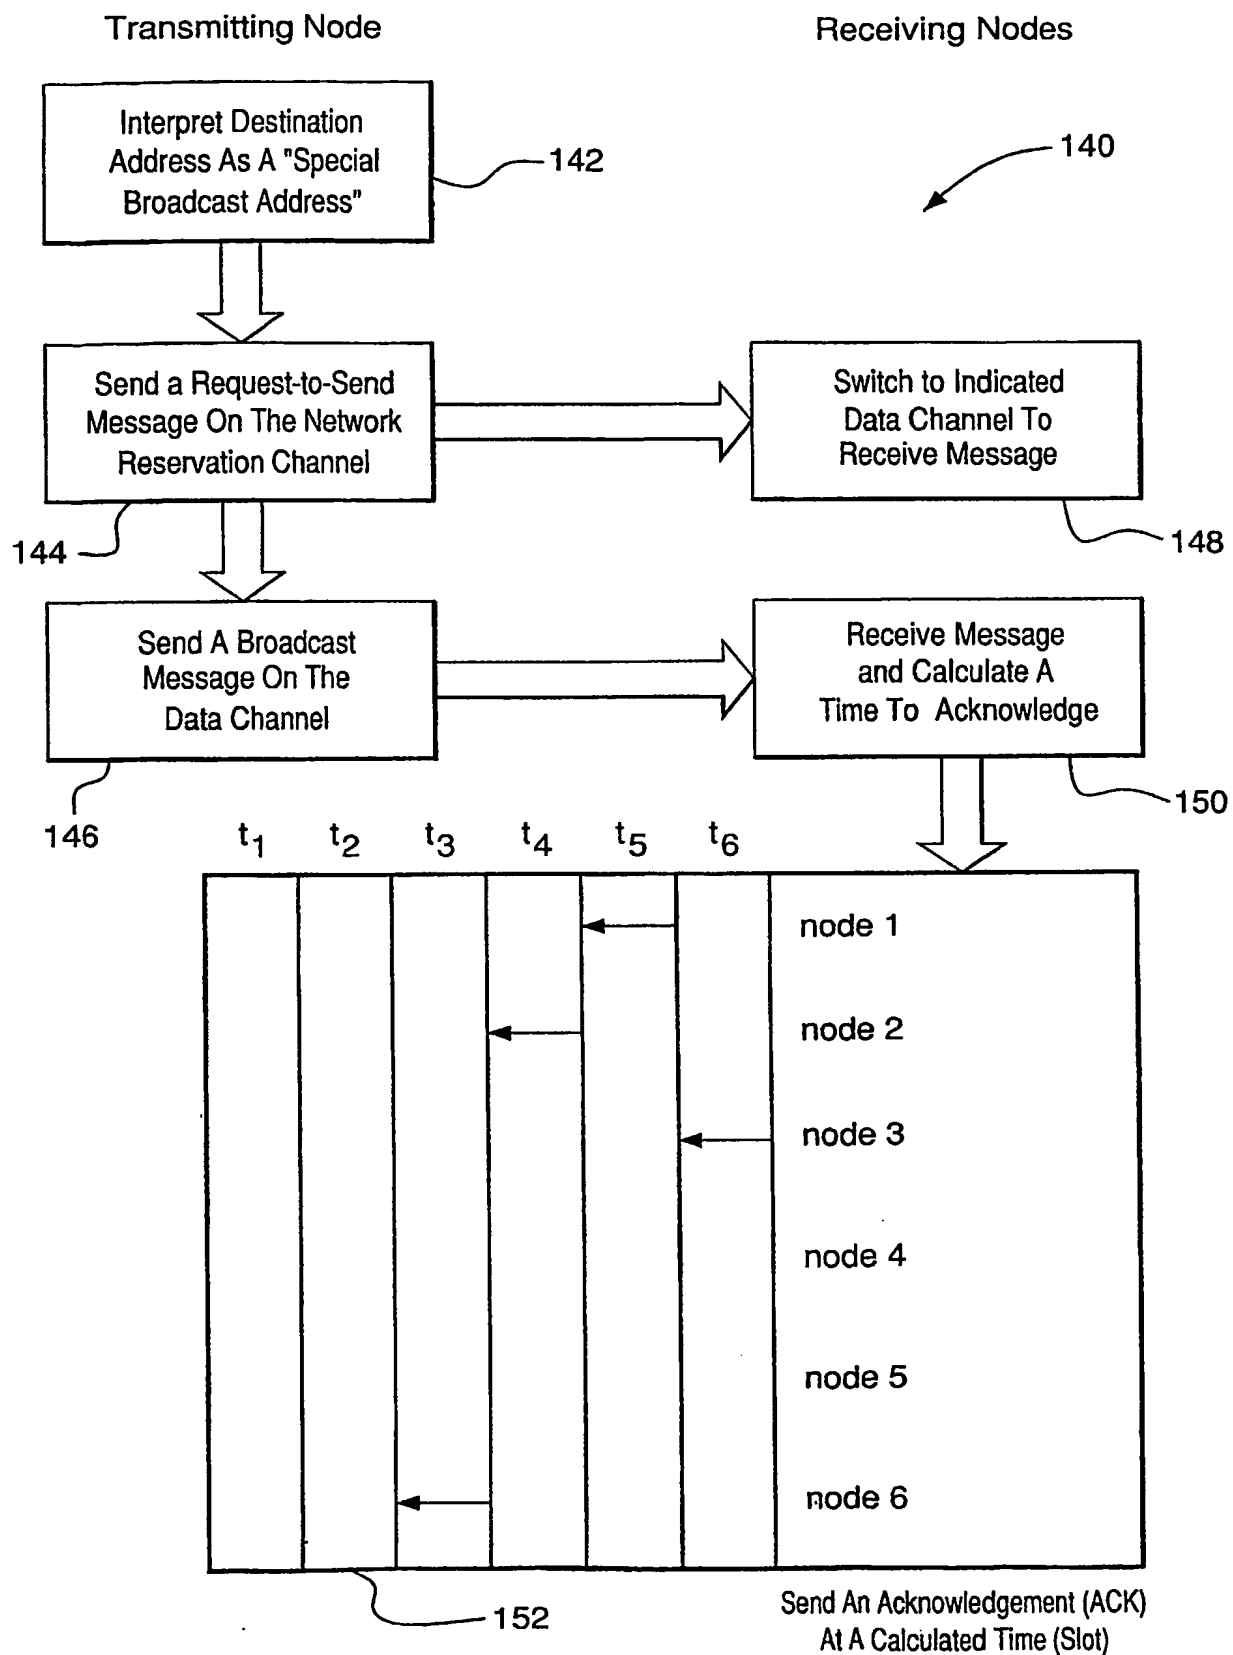 Transmitting Node
Receiving Nodes
Interpret Destination
Address As A "Special
Broadcast Address"
142
140
Send a Request-to-Send
Message On The Network
Reservation Channel
Switch to Indicated
Data Channel To
Receive Message
144
148
Send A Broadcast
Message On The
Data Channel
Receive Message
and Calculate A
Time To Acknowledge
146
150
t1 t2 t3 t4 t5 t6
node 1
node 2
node 3
node 4
node 5
node 6
152
Send An Acknowledgement (ACK)
At A Calculated Time (Slot)